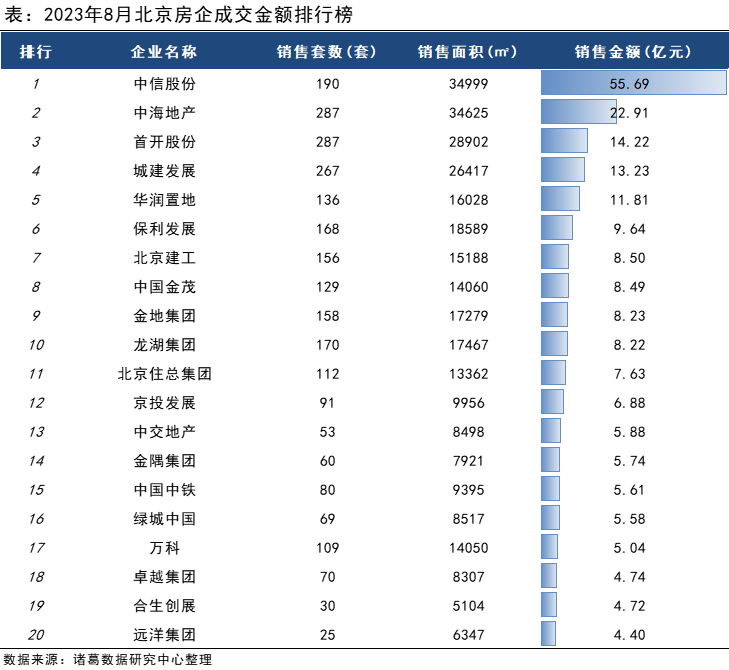 表：2023年8月北京房企成交金额排行榜
排行 企业名称 销售套数(套) 销售面积(㎡) 销售金额(亿元)
1 中信股份 190 34999 55.69
2 中海地产 287 34625 22.91
3 首开股份 287 28902 14.22
4 城建发展 267 26417 13.23
5 华润置地 136 16028 11.81
6 保利发展 168 18589 9.64
7 北京建工 156 15188 8.50
8 中国金茂 129 14060 8.49
9 金地集团 158 17279 8.23
10 龙湖集团 170 17467 8.22
11 北京住总集团 112 13362 7.63
12 京投发展 91 9956 6.88
13 中交地产 53 8498 5.88
14 金隅集团 60 7921 5.74
15 中国中铁 80 9395 5.61
16 绿城中国 69 8517 5.58
17 万科 109 14050 5.04
18 卓越集团 70 8307 4.74
19 合生创展 30 5104 4.72
20 远洋集团 25 6347 4.40
数据来源：诸葛数据研究中心整理